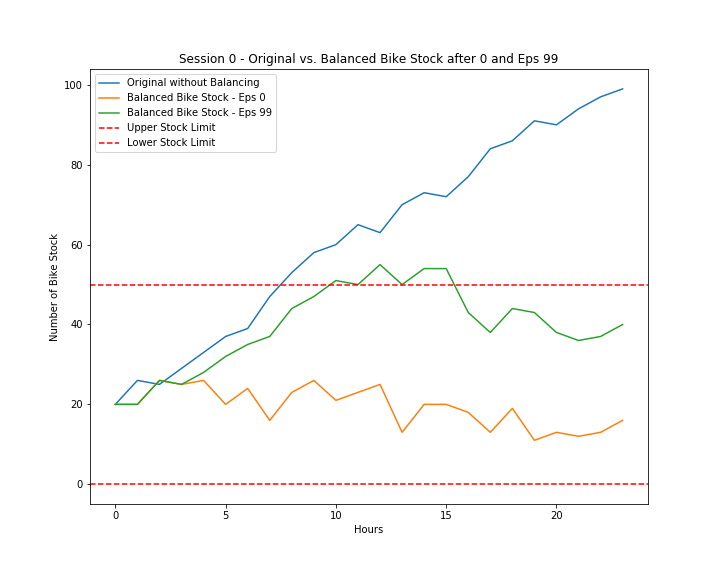 Session 0 - Original vs. Balanced Bike Stock after 0 and Eps 99
Original without Balancing
Balanced Bike Stock - Eps 0
Balanced Bike Stock - Eps 99
Upper Stock Limit
Lower Stock Limit
Number of Bike Stock
100
80
60
40
20
0
0 5 10 15 20
Hours